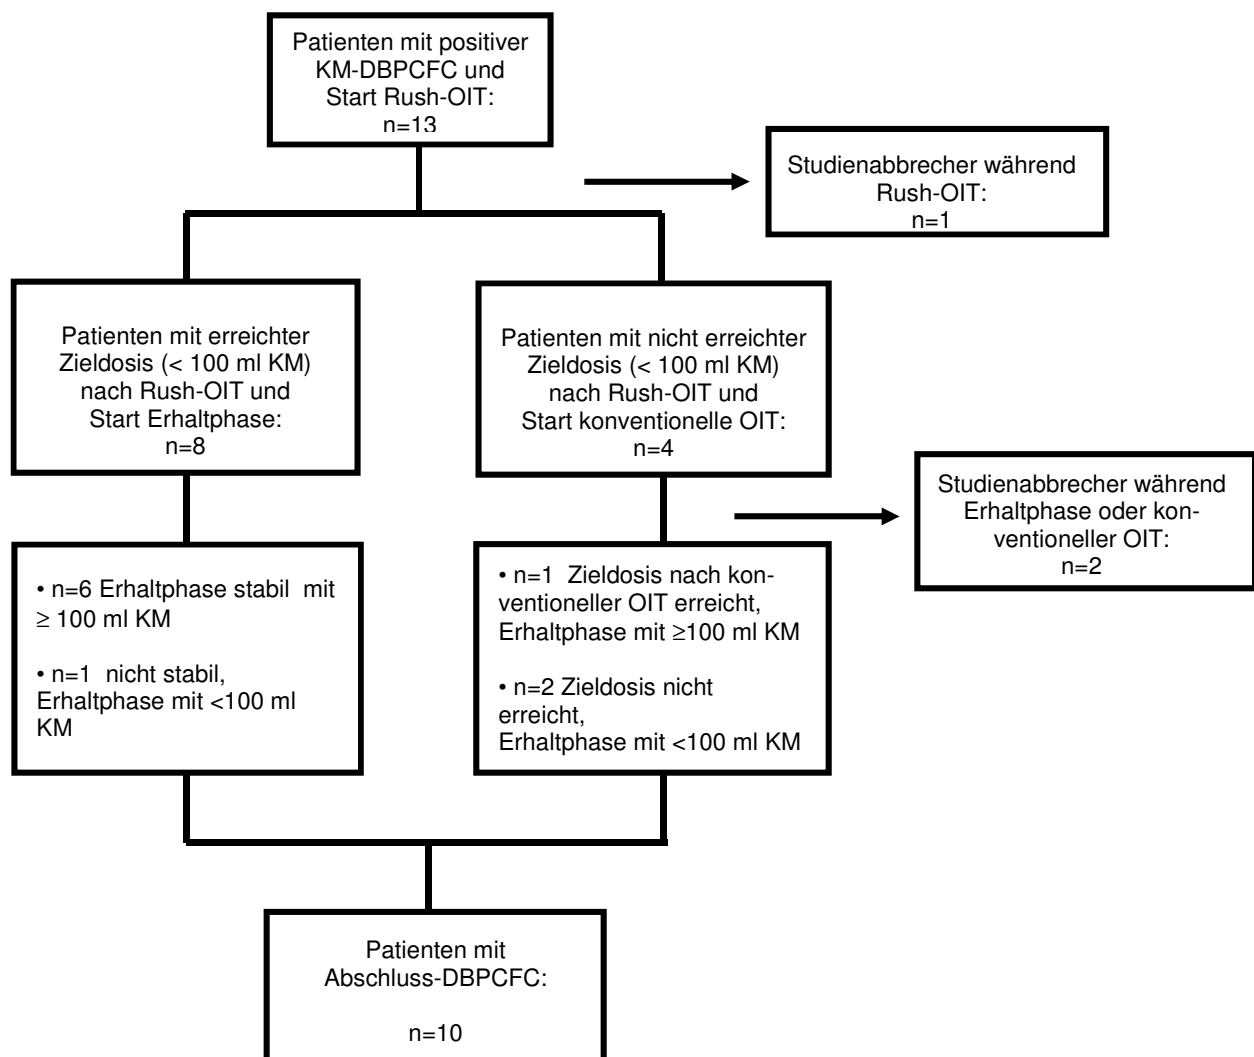 Patienten mit positiver
KM-DBPCFC und
Start Rush-OIT:
n=13
Studienabbrecher während
Rush-OIT:
n=1
Patienten mit erreichter
Zieldosis (< 100 ml KM)
nach Rush-OIT und
Start Erhaltphase:
n=8
Patienten mit nicht erreichter
Zieldosis (< 100 ml KM)
nach Rush-OIT und
Start konventionelle OIT:
n=4
Studienabbrecher während
Erhaltphase oder kon-
ventioneller OIT:
n=2
• n=6 Erhaltphase stabil mit
≥ 100 ml KM
• n=1 nicht stabil,
Erhaltphase mit <100 ml
KM
• n=1 Zieldosis nach kon-
ventioneller OIT erreicht,
Erhaltphase mit ≥100 ml KM
• n=2 Zieldosis nicht
erreicht,
Erhaltphase mit <100 ml KM
Patienten mit
Abschluss-DBPCFC:
n=10